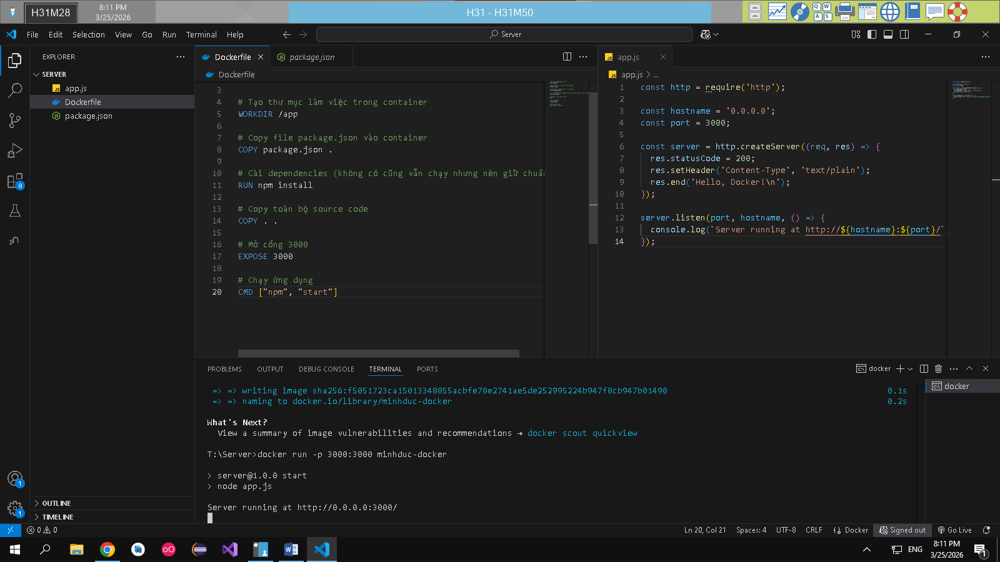 H31M28
8:11 PM
3/25/2026
H31 - H31M50
Q W
A S
File Edit Selection View Go Run Terminal Help
Server
EXPLORER
SERVER
app.js
Dockerfile
package.json
OUTLINE
TIMELINE
8
1
1
Dockerfile
package.json
Dockerfile
3
4 # Tạo thư mục làm việc trong container
5 WORKDIR /app
6
7 # Copy file package.json vào container
8 COPY package.json .
9
10 # Cài dependencies (không có cũng vẫn chạy nhưng nên giữ chuẩn
11 RUN npm install
12
13 # Copy toàn bộ source code
14 COPY . .
15
16 # Mở cổng 3000
17 EXPOSE 3000
18
19 # Chạy ứng dụng
20 CMD ["npm", "start"]
app.js
app.js > ...
1 const http = require('http');
2
3 const hostname = '0.0.0.0';
4 const port = 3000;
5
6 const server = http.createServer((req, res) => {
7 res.statusCode = 200;
8 res.setHeader('Content-Type', 'text/plain');
9 res.end('Hello, Docker!\n');
10 });
11
12 server.listen(port, hostname, () => {
13 console.log(`Server running at http://${hostname}:${port}/`)
14 });
PROBLEMS OUTPUT DEBUG CONSOLE TERMINAL PORTS
docker
docker
=> => writing image sha256:f5051723ca15013348855acbfe78e2741ae5de252995224b947f8cb947b01490 0.1s
=> => naming to docker.io/library/minhduc-docker 0.2s
What's Next?
View a summary of image vulnerabilities and recommendations → docker scout quickview
T:\Server>docker run -p 3000:3000 minhduc-docker
> server@1.0.0 start
> node app.js
Server running at http://0.0.0.0:3000/
0 0 Ln 20, Col 21 Spaces: 4 UTF-8 CRLF Docker Signed out Go Live
ENG
8:11 PM
3/25/2026
1